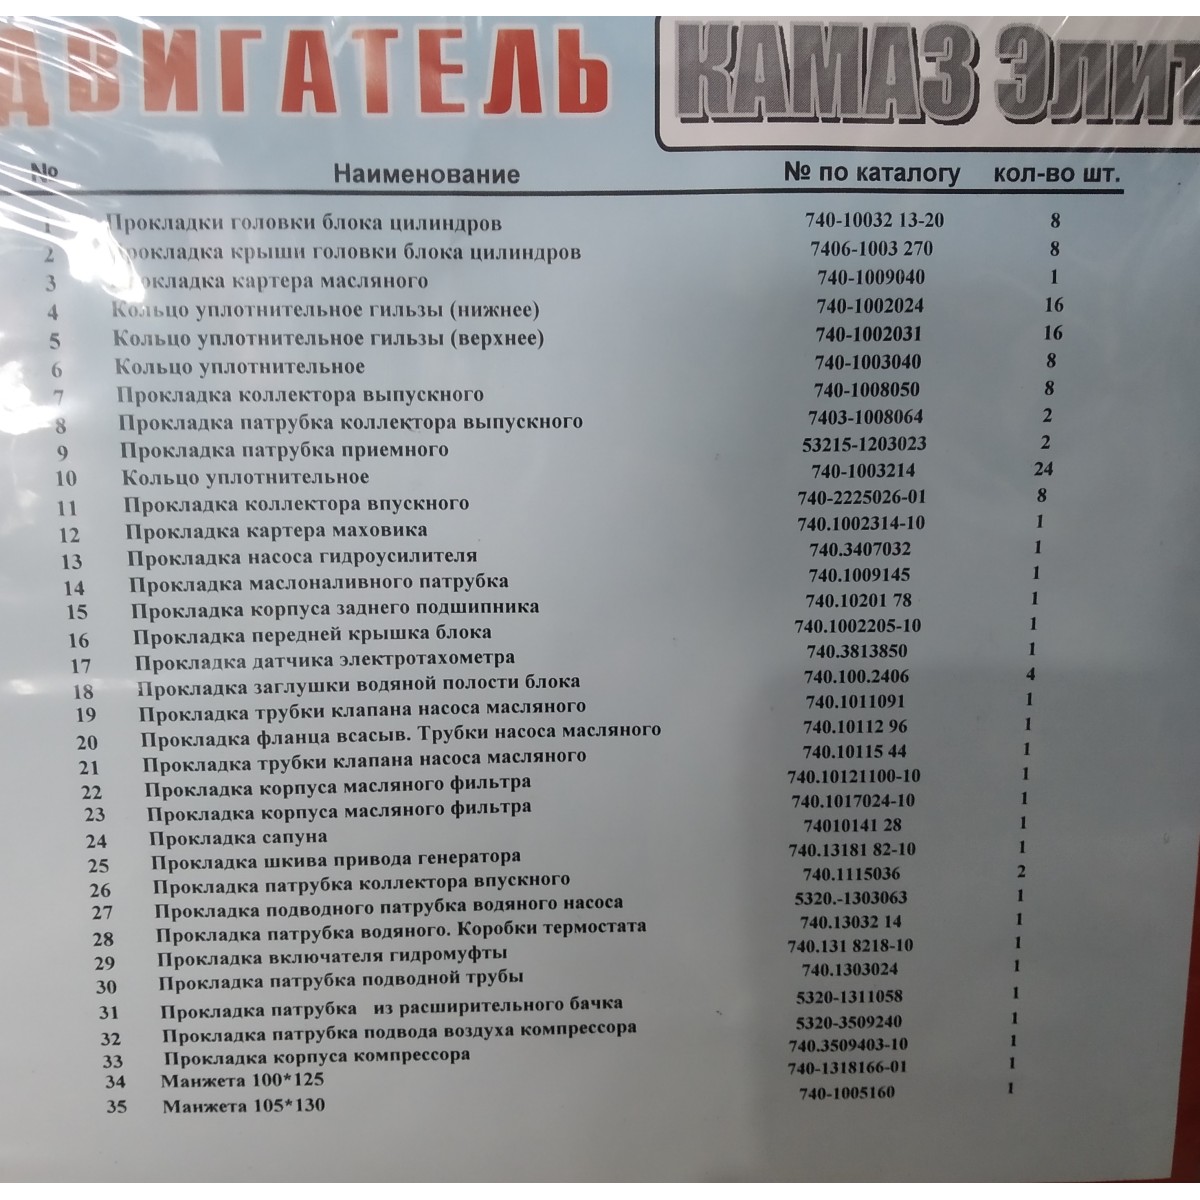 ДВИГАТЕЛЬ КАМАЗ ЭЛИТ
№ Наименование № по каталогу кол-во шт.
1 Прокладки головки блока цилиндров 740-10032 13-20 8
2 Прокладка крыши головки блока цилиндров 7406-1003 270 8
3 Прокладка картера масляного 740-1009040 1
4 Кольцо уплотнительное гильзы (нижнее) 740-1002024 16
5 Кольцо уплотнительное гильзы (верхнее) 740-1002031 16
6 Кольцо уплотнительное 740-1003040 8
7 Прокладка коллектора выпускного 740-1008050 8
8 Прокладка патрубка коллектора выпускного 7403-1008064 2
9 Прокладка патрубка приемного 53215-1203023 2
10 Кольцо уплотнительное 740-1003214 24
11 Прокладка коллектора впускного 740-2225026-01 8
12 Прокладка картера маховика 740.1002314-10 1
13 Прокладка насоса гидроусилителя 740.3407032 1
14 Прокладка маслоналивного патрубка 740.1009145 1
15 Прокладка корпуса заднего подшипника 740.10201 78 1
16 Прокладка передней крышка блока 740.1002205-10 1
17 Прокладка датчика электротахометра 740.3813850 1
18 Прокладка заглушки водяной полости блока 740.100.2406 4
19 Прокладка трубки клапана насоса масляного 740.1011091 1
20 Прокладка фланца всасыв. Трубки насоса масляного 740.10112 96 1
21 Прокладка трубки клапана насоса масляного 740.10115 44 1
22 Прокладка корпуса масляного фильтра 740.10121100-10 1
23 Прокладка корпуса масляного фильтра 740.1017024-10 1
24 Прокладка сапуна 74010141 28 1
25 Прокладка шкива привода генератора 740.13181 82-10 1
26 Прокладка патрубка коллектора впускного 740.1115036 2
27 Прокладка подводного патрубка водяного насоса 5320.-1303063 1
28 Прокладка патрубка водяного. Коробки термостата 740.13032 14 1
29 Прокладка включателя гидромуфты 740.131 8218-10 1
30 Прокладка патрубка подводной трубы 740.1303024 1
31 Прокладка патрубка из расширительного бачка 5320-1311058 1
32 Прокладка патрубка подвода воздуха компрессора 5320-3509240 1
33 Прокладка корпуса компрессора 740.3509403-10 1
34 Манжета 100*125 740-1318166-01 1
35 Манжета 105*130 740-1005160 1